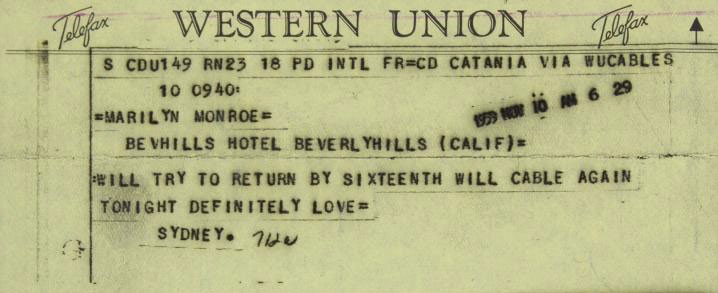 Telefax WESTERN UNION Telefax
S CDU149 RN23 18 PD INTL FR=CD CATANIA VIA WUCABLES
10 0940:
=MARILYN MONROE=
1959 NOV 10 AM 6 29
BEVHILLS HOTEL BEVERLYHILLS (CALIF)=
:WILL TRY TO RETURN BY SIXTEENTH WILL CABLE AGAIN
TONIGHT DEFINITELY LOVE=
SYDNEY.